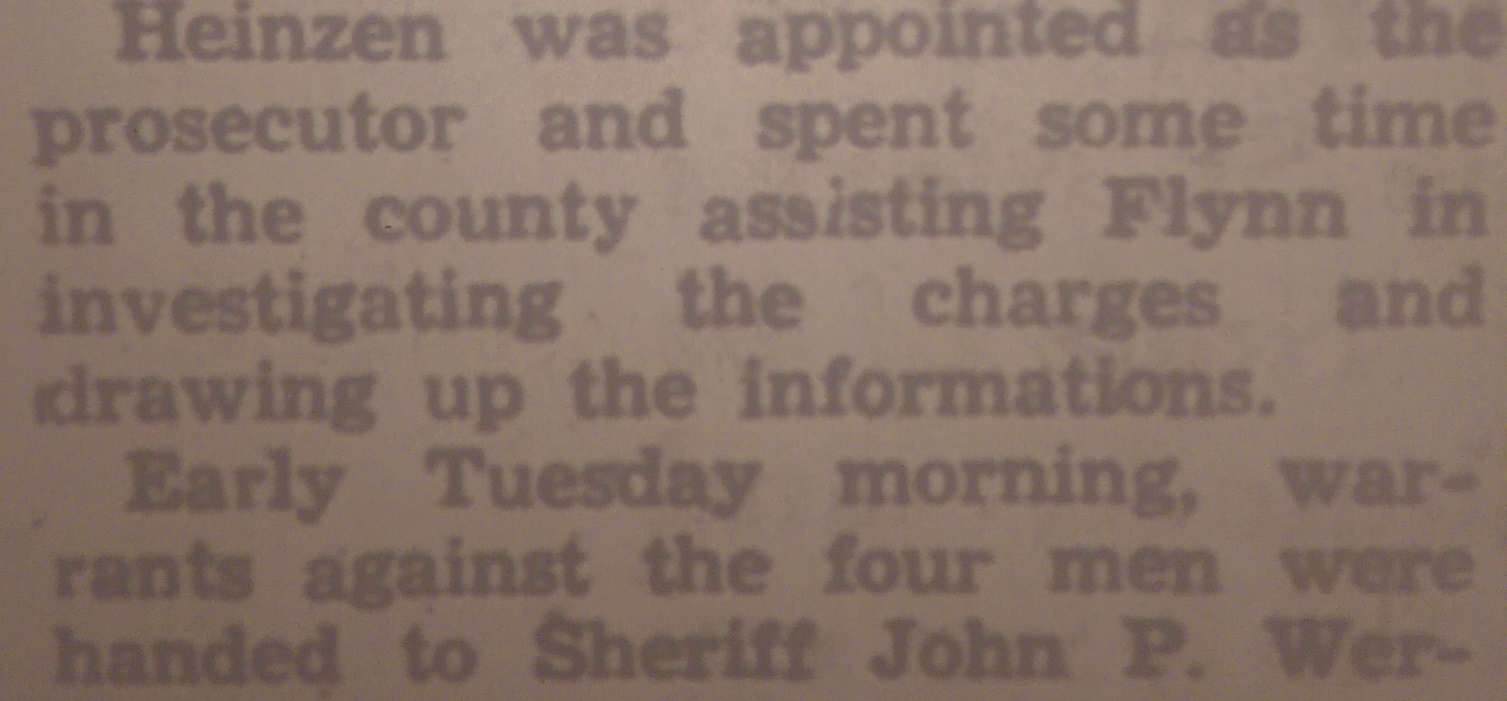 Heinzen was appointed as the
prosecutor and spent some time
in the county assisting Flynn in
investigating the charges and
drawing up the informations.
Early Tuesday morning, war-
rants against the four men were
handed to Sheriff John P. Wer-